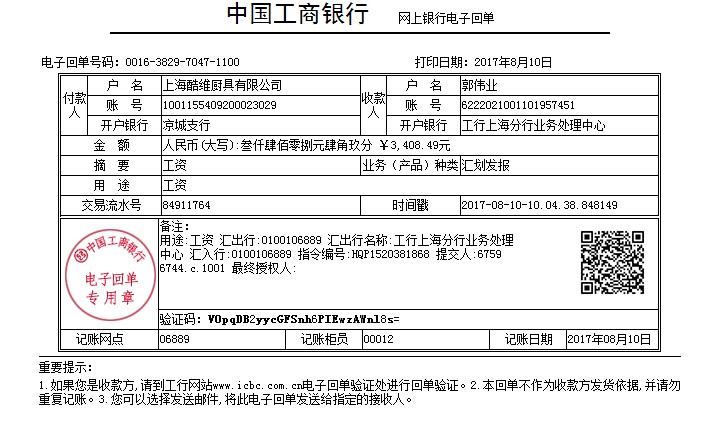 中国工商银行 网上银行电子回单
电子回单号码：0016-3829-7047-1100 打印日期：2017年8月10日
付款人 户 名 上海酷维厨具有限公司 收款人 户 名 郭伟业
账 号 1001155409200023029 账 号 6222021001101957451
开户银行 凉城支行 开户银行 工行上海分行业务处理中心
金 额 人民币(大写):叁仟肆佰零捌元肆角玖分 ￥3,408.49元
摘 要 工资 业务（产品）种类 汇划发报
用 途 工资
交易流水号 84911764 时间戳 2017-08-10-10.04.38.848149
备注:
用途:工资 汇出行:0100106889 汇出行名称:工行上海分行业务处理
中心 汇入行:0100106889 指令编号:HQP1520381868 提交人:6759
6744.c.1001 最终授权人:
中国工商银行
电子回单
专用章
验证码：VOpqDB2yycGFSnh6PIEwzAWnl8s=
记账网点 06889 记账柜员 00012 记账日期 2017年08月10日
重要提示：
1.如果您是收款方,请到工行网站www.icbc.com.cn电子回单验证处进行回单验证。2.本回单不作为收款方发货依据,并请勿
重复记账。3.您可以选择发送邮件,将此电子回单发送给指定的接收人。